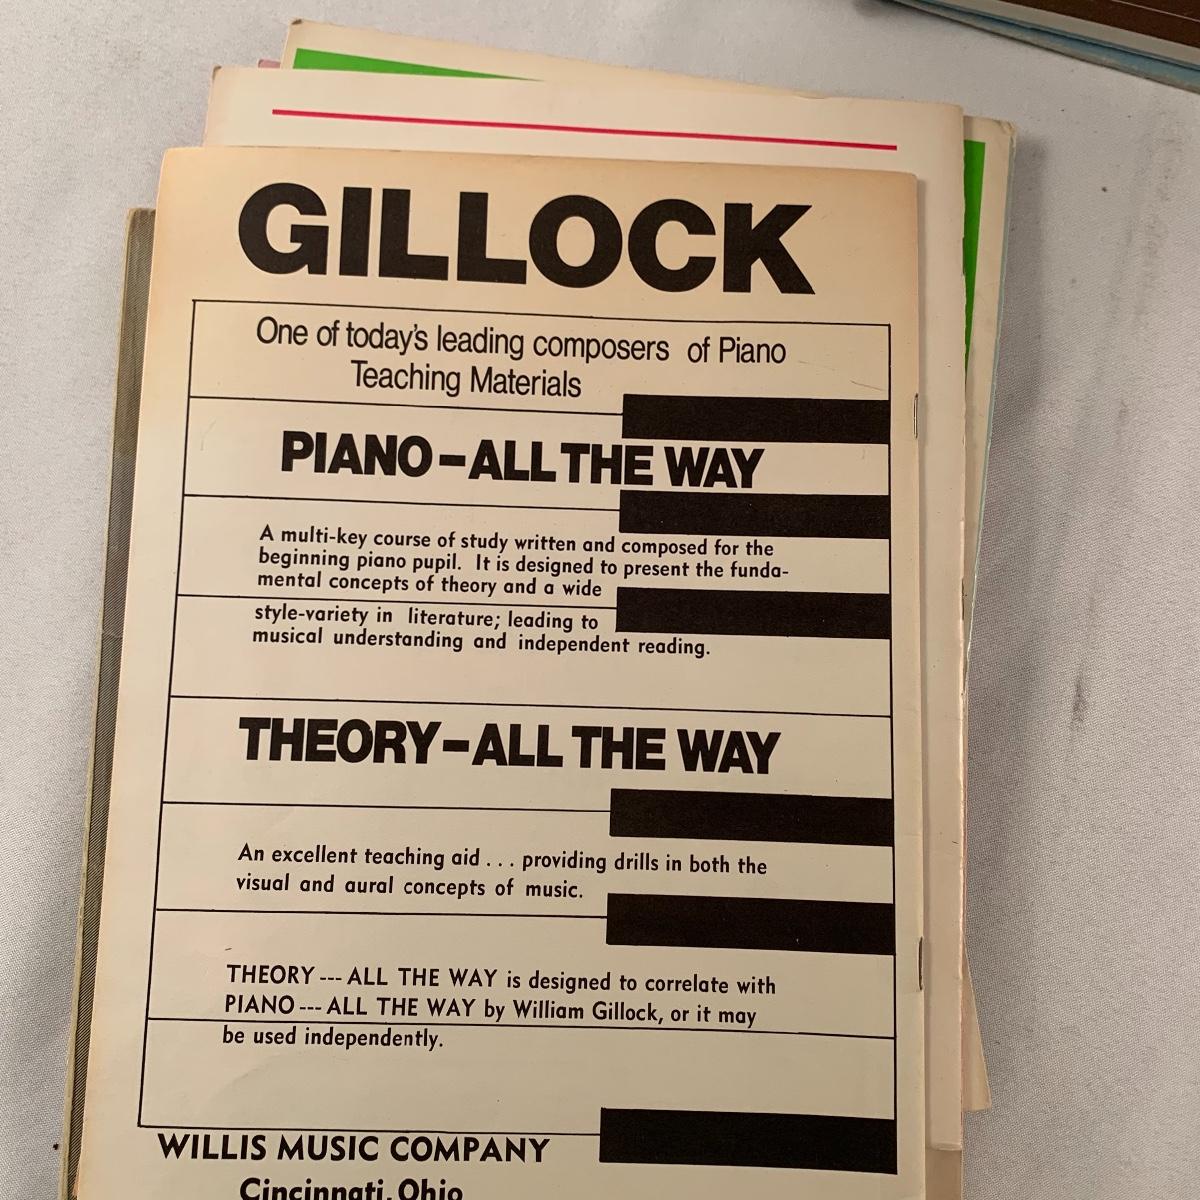 GILLOCK
One of today's leading composers of Piano
Teaching Materials
PIANO-ALL THE WAY
A multi-key course of study written and composed for the
beginning piano pupil. It is designed to present the funda-
mental concepts of theory and a wide
style-variety in literature; leading to
musical understanding and independent reading.
THEORY-ALL THE WAY
An excellent teaching aid . . . providing drills in both the
visual and aural concepts of music.
THEORY --- ALL THE WAY is designed to correlate with
PIANO --- ALL THE WAY by William Gillock, or it may
be used independently.
WILLIS MUSIC COMPANY
Cincinnati, Ohio